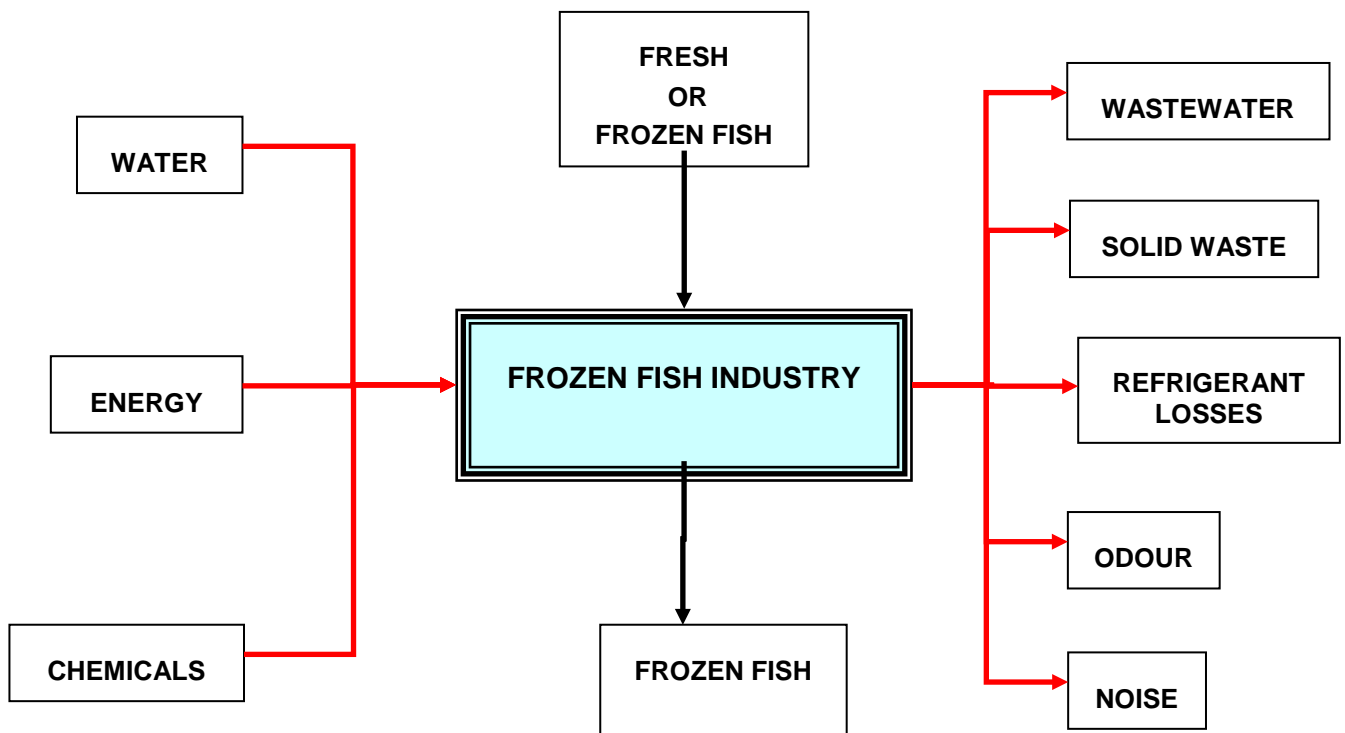 FRESH
OR
FROZEN FISH
WATER
ENERGY
CHEMICALS
FROZEN FISH INDUSTRY
FROZEN FISH
WASTEWATER
SOLID WASTE
REFRIGERANT
LOSSES
ODOUR
NOISE